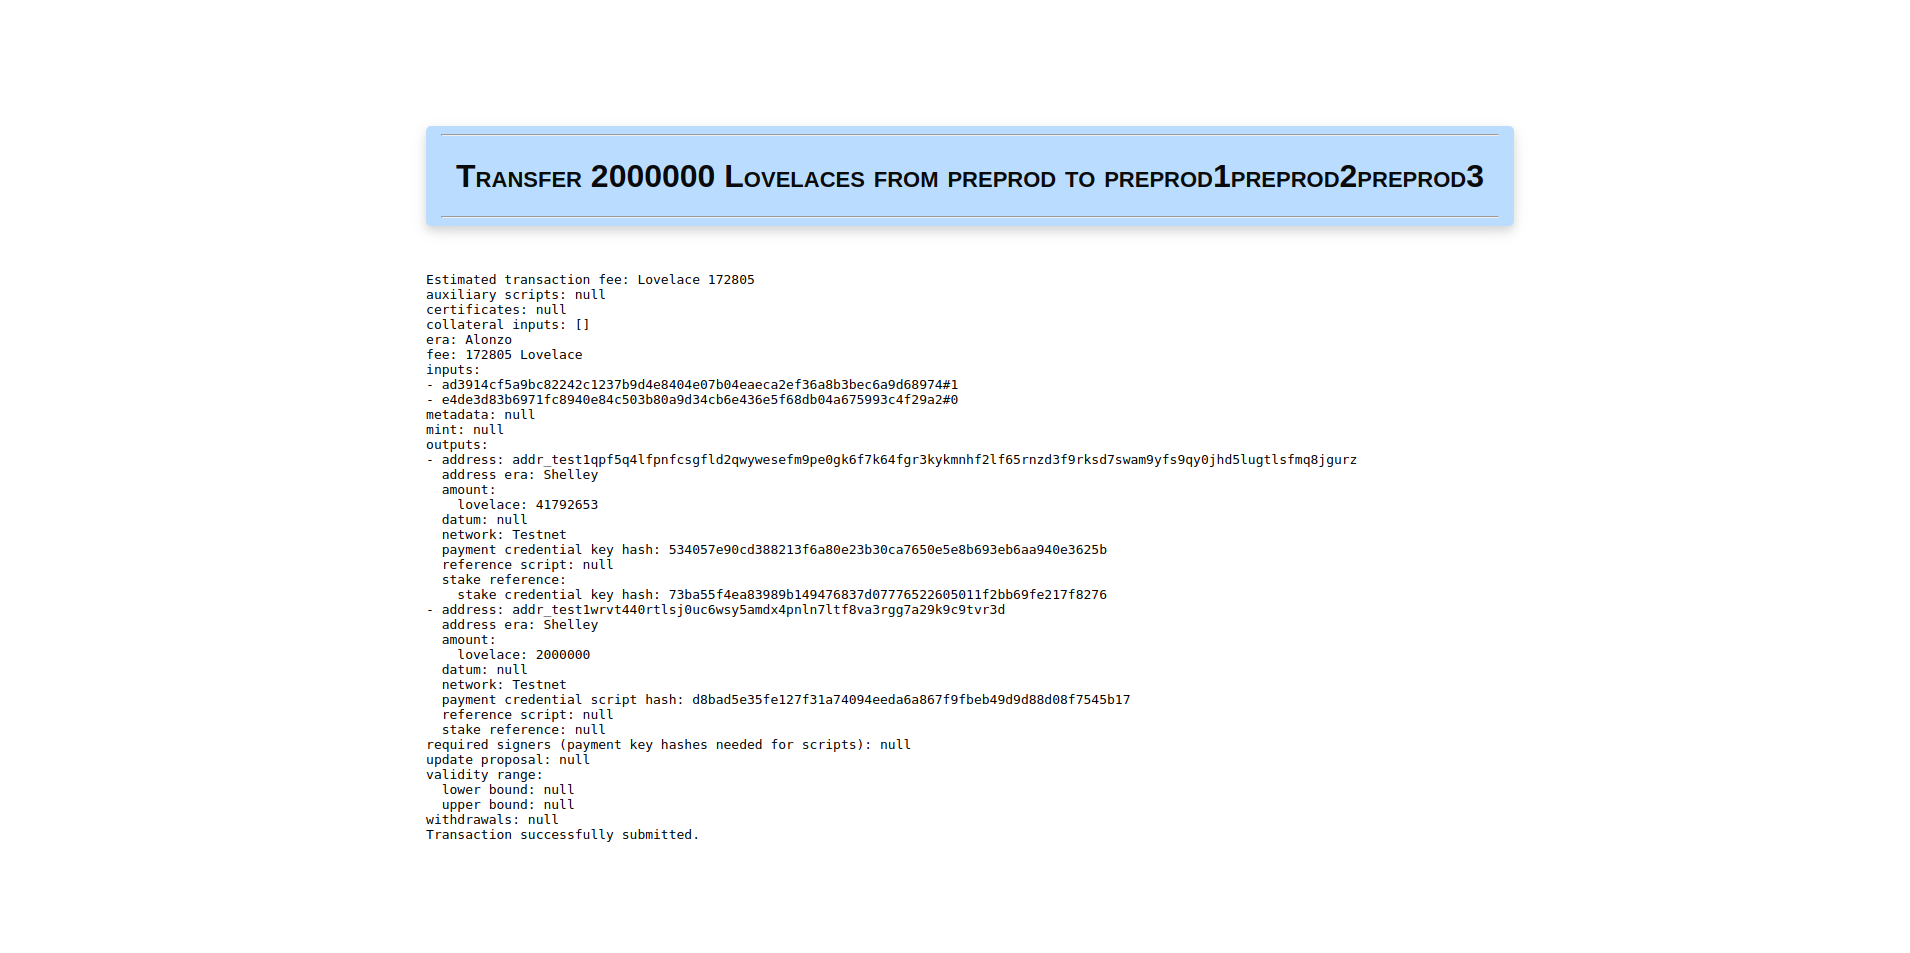 Transfer 2000000 Lovelaces from preprod to preprod1preprod2preprod3
Estimated transaction fee: Lovelace 172805
auxiliary scripts: null
certificates: null
collateral inputs: []
era: Alonzo
fee: 172805 Lovelace
inputs:
- ad3914cf5a9bc82242c1237b9d4e8404e07b04eaeca2ef36a8b3bec6a9d68974#1
- e4de3d83b6971fc8940e84c503b80a9d34cb6e436e5f68db04a675993c4f29a2#0
metadata: null
mint: null
outputs:
- address: addr_test1qpf5q4lfpnfcsgfld2qwywesefm9pe0gk6f7k64fgr3kykmnhf2lf65rnzd3f9rksd7swam9yfs9qy0jhd5lugtlsfmq8jgurz
  address era: Shelley
  amount:
    lovelace: 41792653
  datum: null
  network: Testnet
  payment credential key hash: 534057e90cd388213f6a80e23b30ca7650e5e8b693eb6aa940e3625b
  reference script: null
  stake reference:
    stake credential key hash: 73ba55f4ea83989b149476837d07776522605011f2bb69fe217f8276
- address: addr_test1wrvt440rtlsj0uc6wsy5amdx4pnln7ltf8va3rgg7a29k9c9tvr3d
  address era: Shelley
  amount:
    lovelace: 2000000
  datum: null
  network: Testnet
  payment credential script hash: d8bad5e35fe127f31a74094eeda6a867f9fbeb49d9d88d08f7545b17
  reference script: null
  stake reference: null
required signers (payment key hashes needed for scripts): null
update proposal: null
validity range:
  lower bound: null
  upper bound: null
withdrawals: null
Transaction successfully submitted.